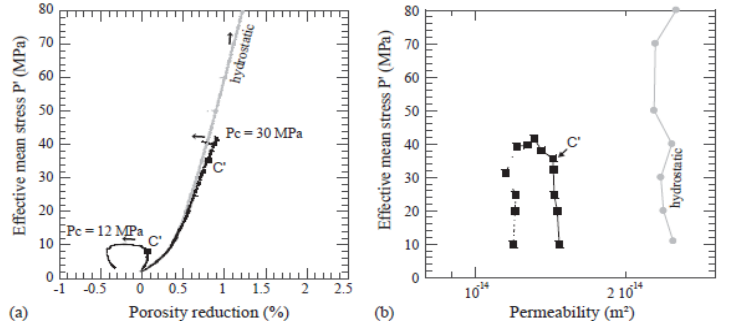 80
70
60
50
40
30
20
10
0
Effective mean stress P' (MPa)
hydrostatic
Pc = 30 MPa
C'
Pc = 12 MPa
C'
-1 -0.5 0 0.5 1 1.5 2 2.5
(a) Porosity reduction (%)
80
70
60
50
40
30
20
10
0
Effective mean stress P' (MPa)
C'
hydrostatic
10⁻¹⁴ 2 10⁻¹⁴
(b) Permeability (m²)